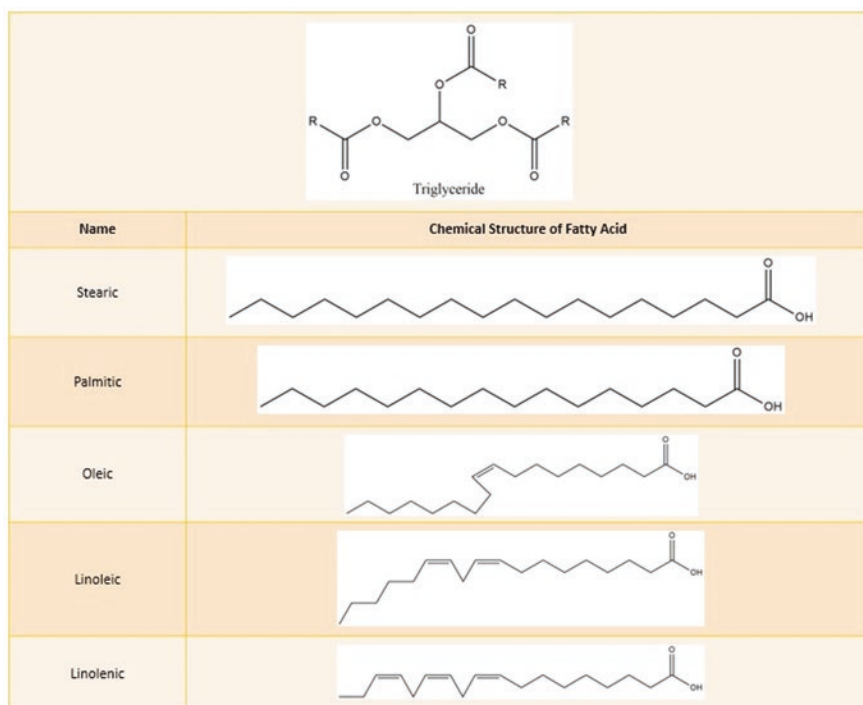 O
O R
R O O R
O O
Triglyceride
Name Chemical Structure of Fatty Acid
O
Stearic
OH
O
Palmitic
OH
O
Oleic
OH
O
Linoleic
OH
O
Linolenic
OH